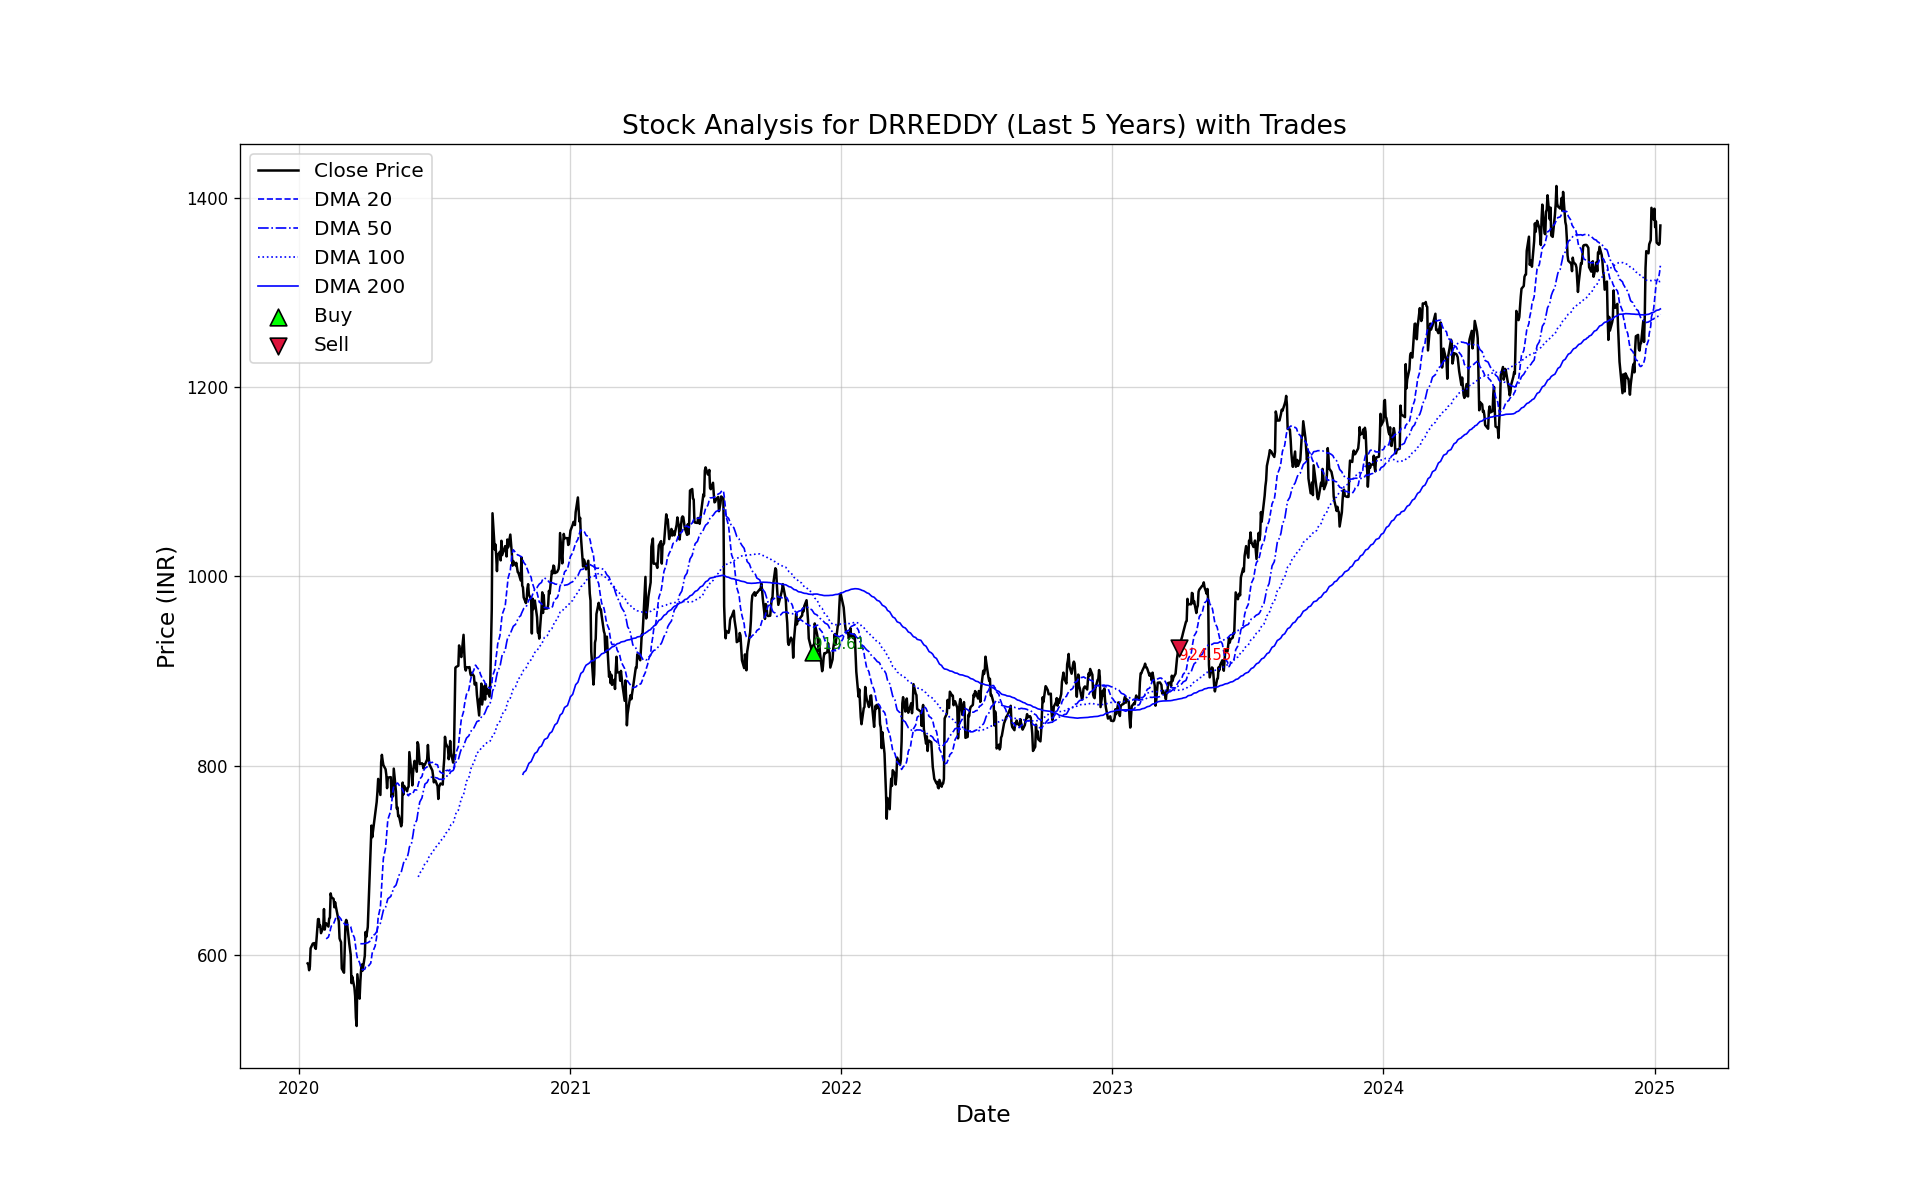 Stock Analysis for DRREDDY (Last 5 Years) with Trades
Close Price
DMA 20
DMA 50
DMA 100
DMA 200
Buy
Sell
1400
1200
1000
800
600
Price (INR)
924.55
2020
2021
2022
2023
2024
2025
Date